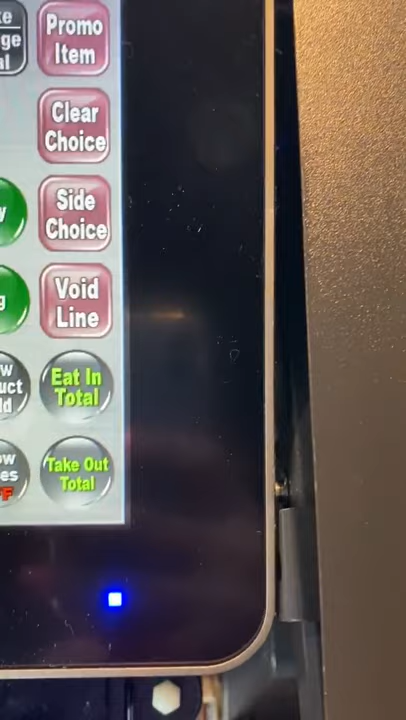 Promo
Item
Clear
Choice
Side
Choice
Void
Line
Eat In
Total
Take Out
Total